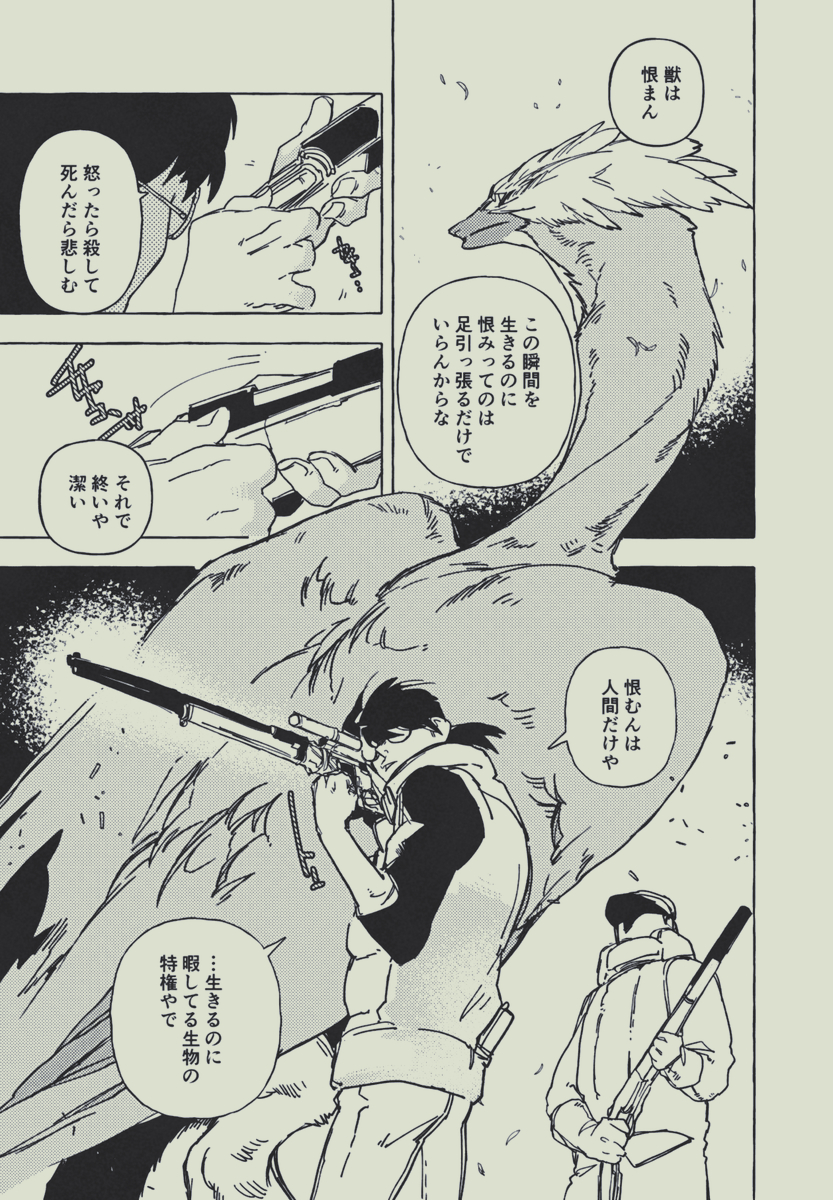 獣は
恨まん
この瞬間を
生きるのに
恨みってのは
足引っ張るだけで
いらんからな
怒ったら殺して
死んだら悲しむ
それで
終いや
潔い
恨むんは
人間だけや
…生きるのに
暇してる生物の
特権やで